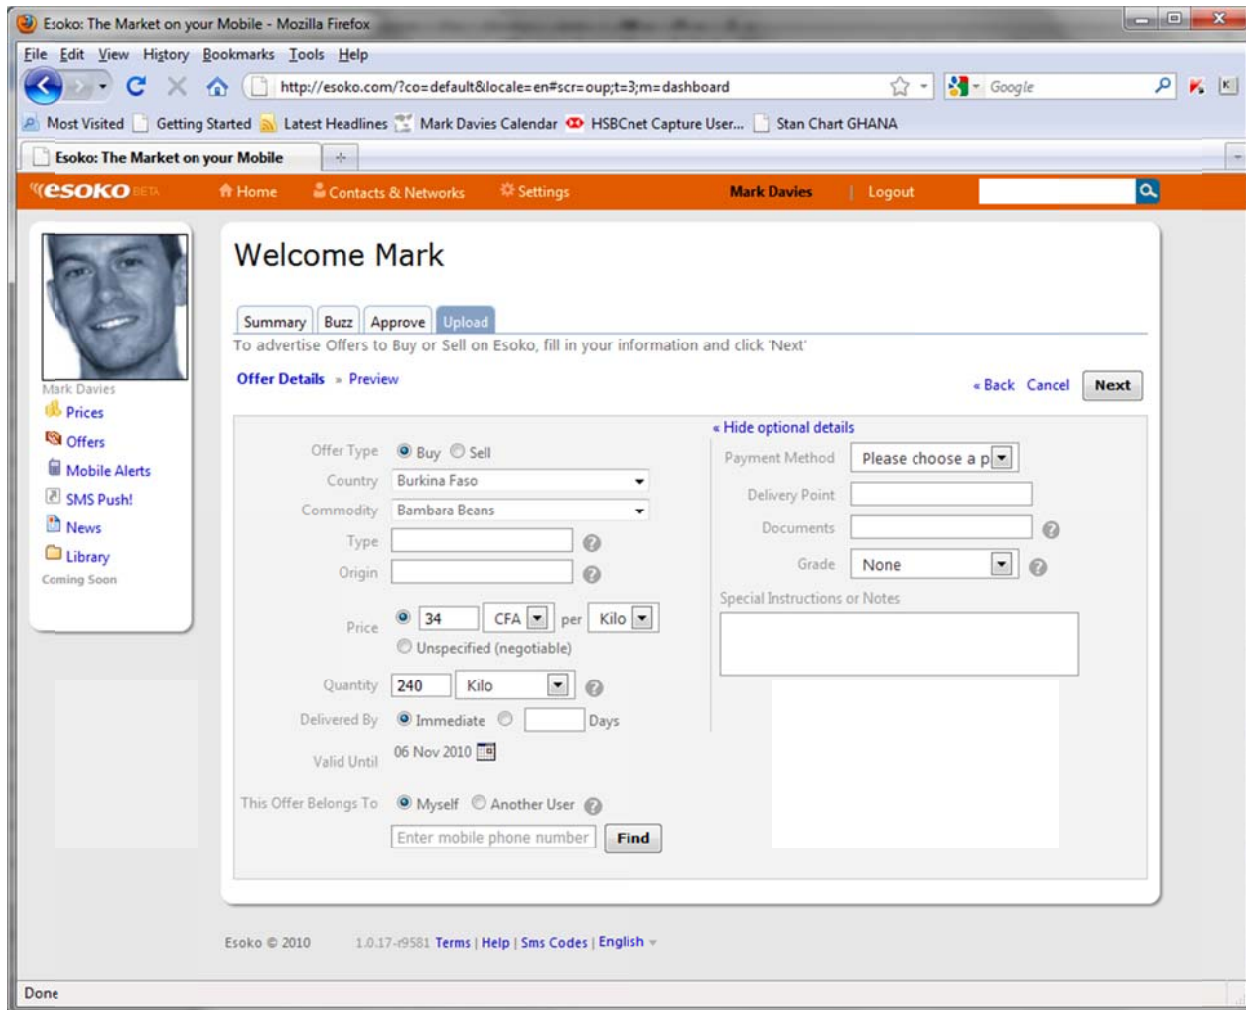 Esoko: The Market on your Mobile - Mozilla Firefox
File Edit View History Bookmarks Tools Help
http://esoko.com/?co=default&locale=en#scr=oup;t=3;m=dashboard
Google
K
Most Visited Getting Started Latest Headlines Mark Davies Calendar HSBCnet Capture User... Stan Chart GHANA
Esoko: The Market on your Mobile
esoko BETA Home Contacts & Networks Settings Mark Davies | Logout
Welcome Mark
Summary Buzz Approve Upload
To advertise Offers to Buy or Sell on Esoko, fill in your information and click 'Next'
Offer Details » Preview
« Back Cancel Next
Mark Davies
Prices
Offers
Mobile Alerts
SMS Push!
News
Library
Coming Soon
Offer Type Buy Sell
Country Burkina Faso
Commodity Bambara Beans
Type ?
Origin ?
Price 34 CFA per Kilo
Unspecified (negotiable)
Quantity 240 Kilo ?
Delivered By Immediate Days
Valid Until 06 Nov 2010
This Offer Belongs To Myself Another User ?
Enter mobile phone number Find
« Hide optional details
Payment Method Please choose a p
Delivery Point
Documents ?
Grade None ?
Special Instructions or Notes
Esoko © 2010 1.0.17-r9581 Terms | Help | Sms Codes | English
Done